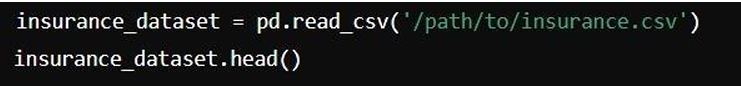 insurance_dataset = pd.read_csv('/path/to/insurance.csv')
insurance_dataset.head()